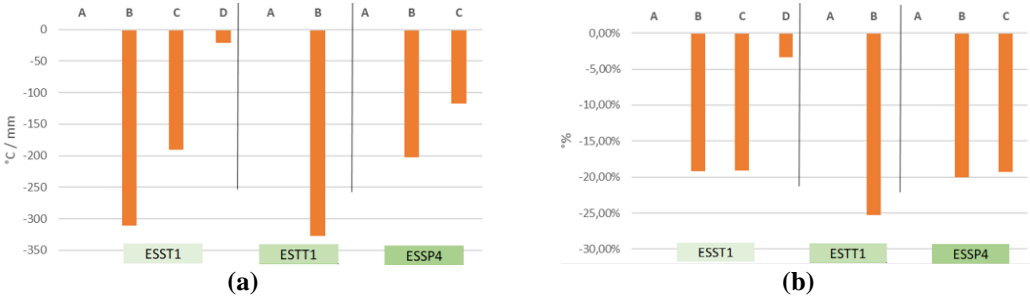 A B C D A B A B C
0
-50
-100
-150
-200
-250
-300
-350
°C / mm
ESST1 ESTT1 ESSP4
(a)
A B C D A B A B C
0,00%
-5,00%
-10,00%
-15,00%
-20,00%
-25,00%
-30,00%
°%
ESST1 ESTT1 ESSP4
(b)